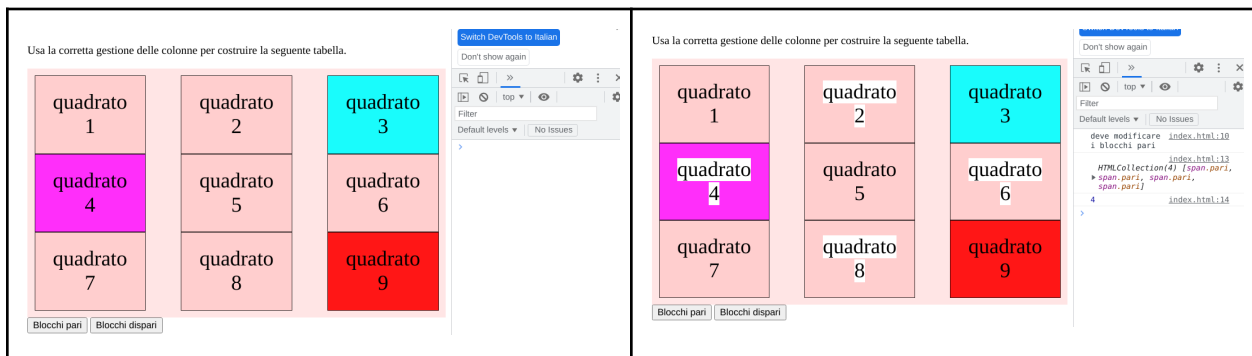 Usa la corretta gestione delle colonne per costruire la seguente tabella.
quadrato
1
quadrato
2
quadrato
3
quadrato
4
quadrato
5
quadrato
6
quadrato
7
quadrato
8
quadrato
9
Blocchi pari
Blocchi dispari
Switch DevTools to Italian
Don't show again
top
Filter
Default levels
No Issues
Usa la corretta gestione delle colonne per costruire la seguente tabella.
quadrato
1
quadrato
2
quadrato
3
quadrato
4
quadrato
5
quadrato
6
quadrato
7
quadrato
8
quadrato
9
Blocchi pari
Blocchi dispari
Don't show again
top
Filter
Default levels
No Issues
deve modificare index.html:10
i blocchi pari
index.html:13
HTMLCollection(4) [span.pari,
span.pari, span.pari,
span.pari]
4 index.html:14